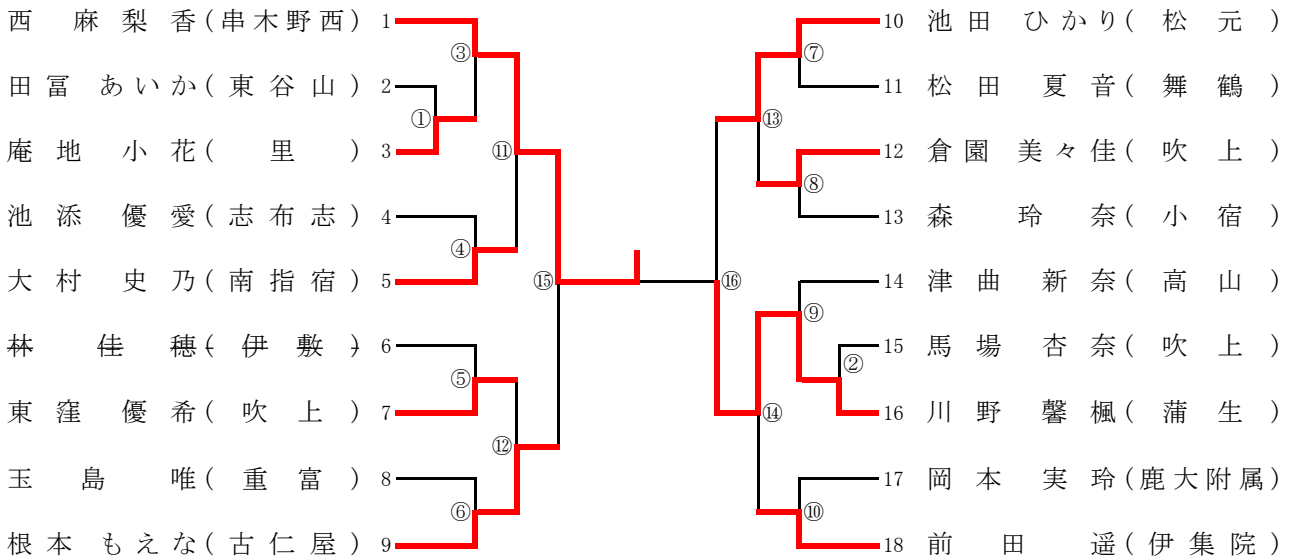 西 麻梨香(串木野西) 1
田冨 あいか(東谷山) 2
庵地 小花(里) 3
池添 優愛(志布志) 4
大村 史乃(南指宿) 5
林 佳穂(伊敷) 6
東窪 優希(吹上) 7
玉島 唯(重富) 8
根本 もえな(古仁屋) 9
①
③
④
⑤
⑥
⑪
⑫
⑮
⑯
⑬
⑭
⑦
⑧
⑨
②
⑩
10 池田 ひかり(松元)
11 松田 夏音(舞鶴)
12 倉園 美々佳(吹上)
13 森 玲奈(小宿)
14 津曲 新奈(高山)
15 馬場 杏奈(吹上)
16 川野 馨楓(蒲生)
17 岡本 実玲(鹿大附属)
18 前田 遥(伊集院)